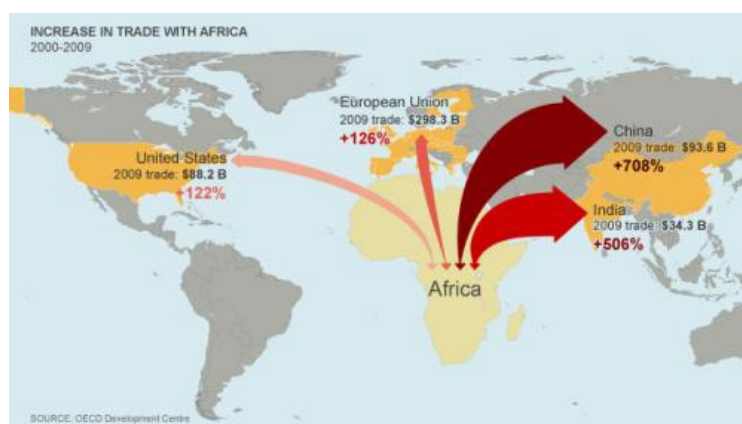 INCREASE IN TRADE WITH AFRICA
2000-2009
European Union
2009 trade: $298.3 B
+126%
China
2009 trade: $93.6 B
+708%
United States
2009 trade: $88.2 B
+122%
India
2009 trade: $34.3 B
+506%
Africa
SOURCE: OECD Development Centre